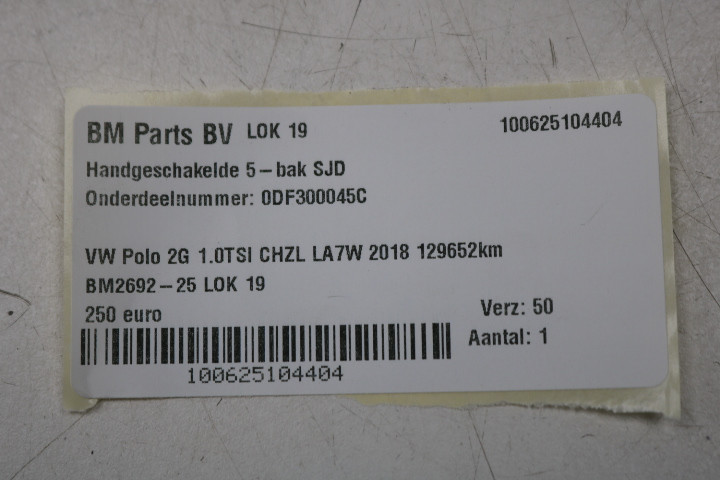 BM Parts BV LOK 19 100625104404
Handgeschakelde 5-bak SJD
Onderdeelnummer: 0DF300045C
VW Polo 2G 1.0TSI CHZL LA7W 2018 129652km
BM2692-25 LOK 19
250 euro Verz: 50
Aantal: 1
100625104404